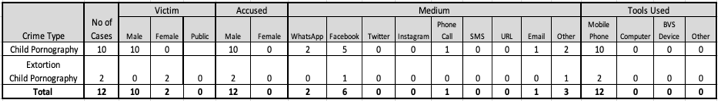 Crime Type No of Cases Victim Accused Medium Tools Used
Male Female Public Male Female WhatsApp Facebook Twitter Instagram Phone Call SMS URL Email Other Mobile Phone Computer BVS Device Other
Child Pornography 10 10 0 0 10 0 2 5 0 0 1 0 0 1 2 10 0 0 0
Extortion
Child Pornography 2 0 2 0 2 0 0 1 0 0 0 0 0 0 1 2 0 0 0
Total 12 10 2 0 12 0 2 6 0 0 1 0 0 1 3 12 0 0 0